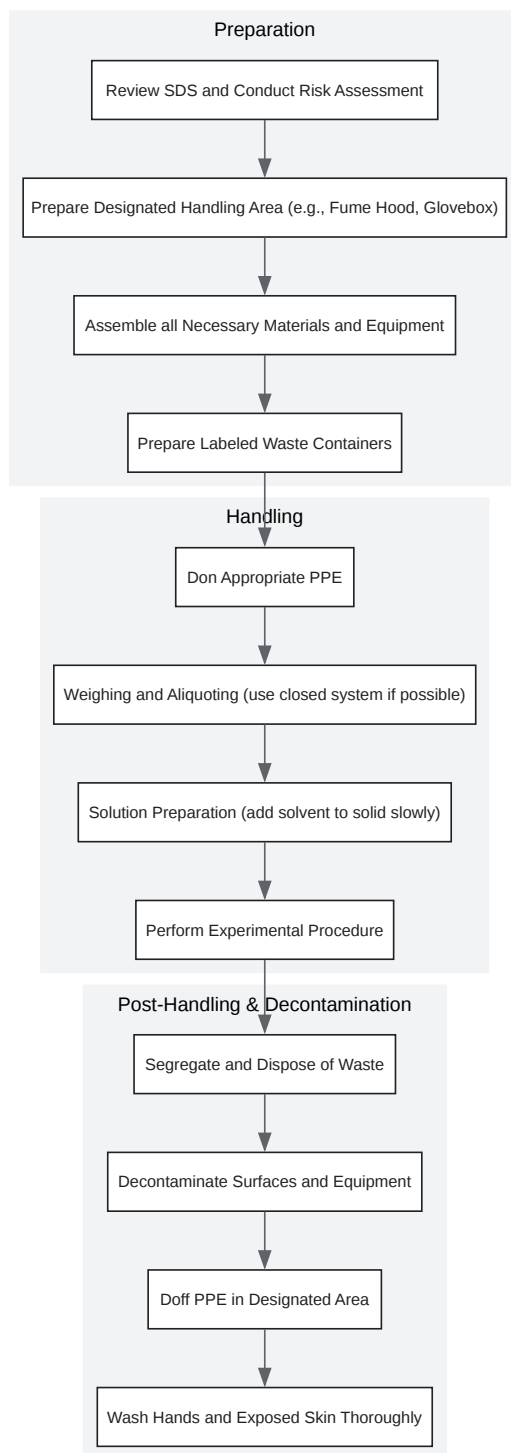 Preparation
Review SDS and Conduct Risk Assessment
Prepare Designated Handling Area (e.g., Fume Hood, Glovebox)
Assemble all Necessary Materials and Equipment
Prepare Labeled Waste Containers
Handling
Don Appropriate PPE
Weighing and Aliquoting (use closed system if possible)
Solution Preparation (add solvent to solid slowly)
Perform Experimental Procedure
Post-Handling & Decontamination
Segregate and Dispose of Waste
Decontaminate Surfaces and Equipment
Doff PPE in Designated Area
Wash Hands and Exposed Skin Thoroughly